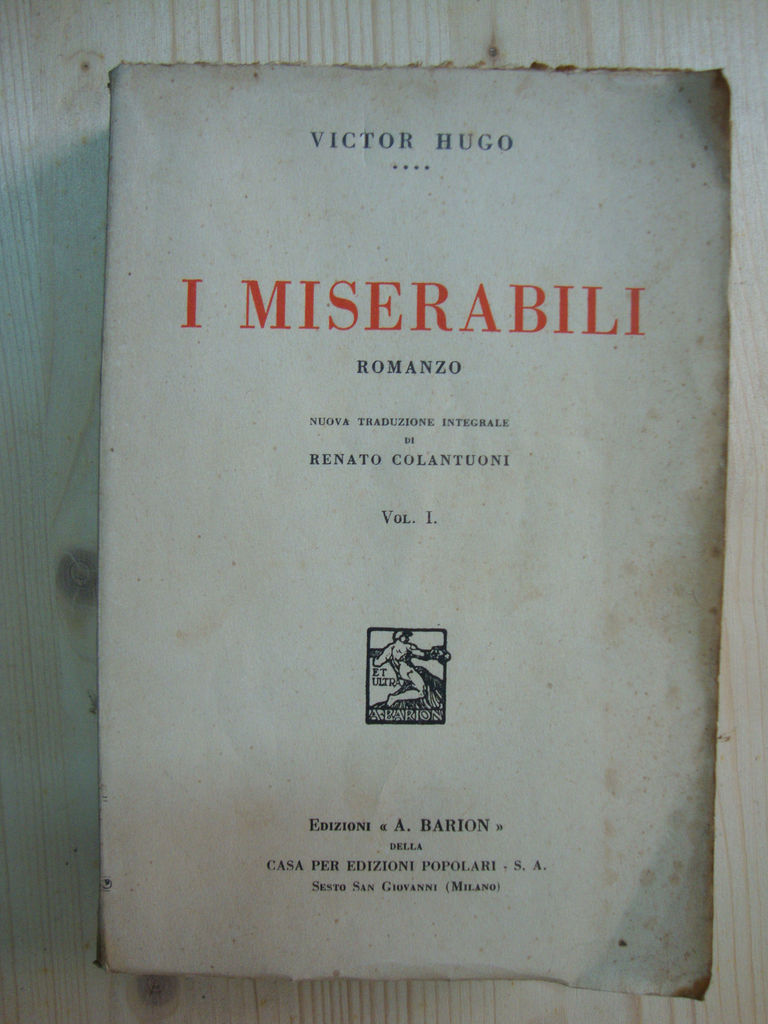 VICTOR HUGO
I MISERABILI
ROMANZO
NUOVA TRADUZIONE INTEGRALE
DI
RENATO COLANTUONI
VOL. I.
ET
ULTRA
A·BARION
EDIZIONI « A. BARION »
DELLA
CASA PER EDIZIONI POPOLARI - S. A.
SESTO SAN GIOVANNI (MILANO)